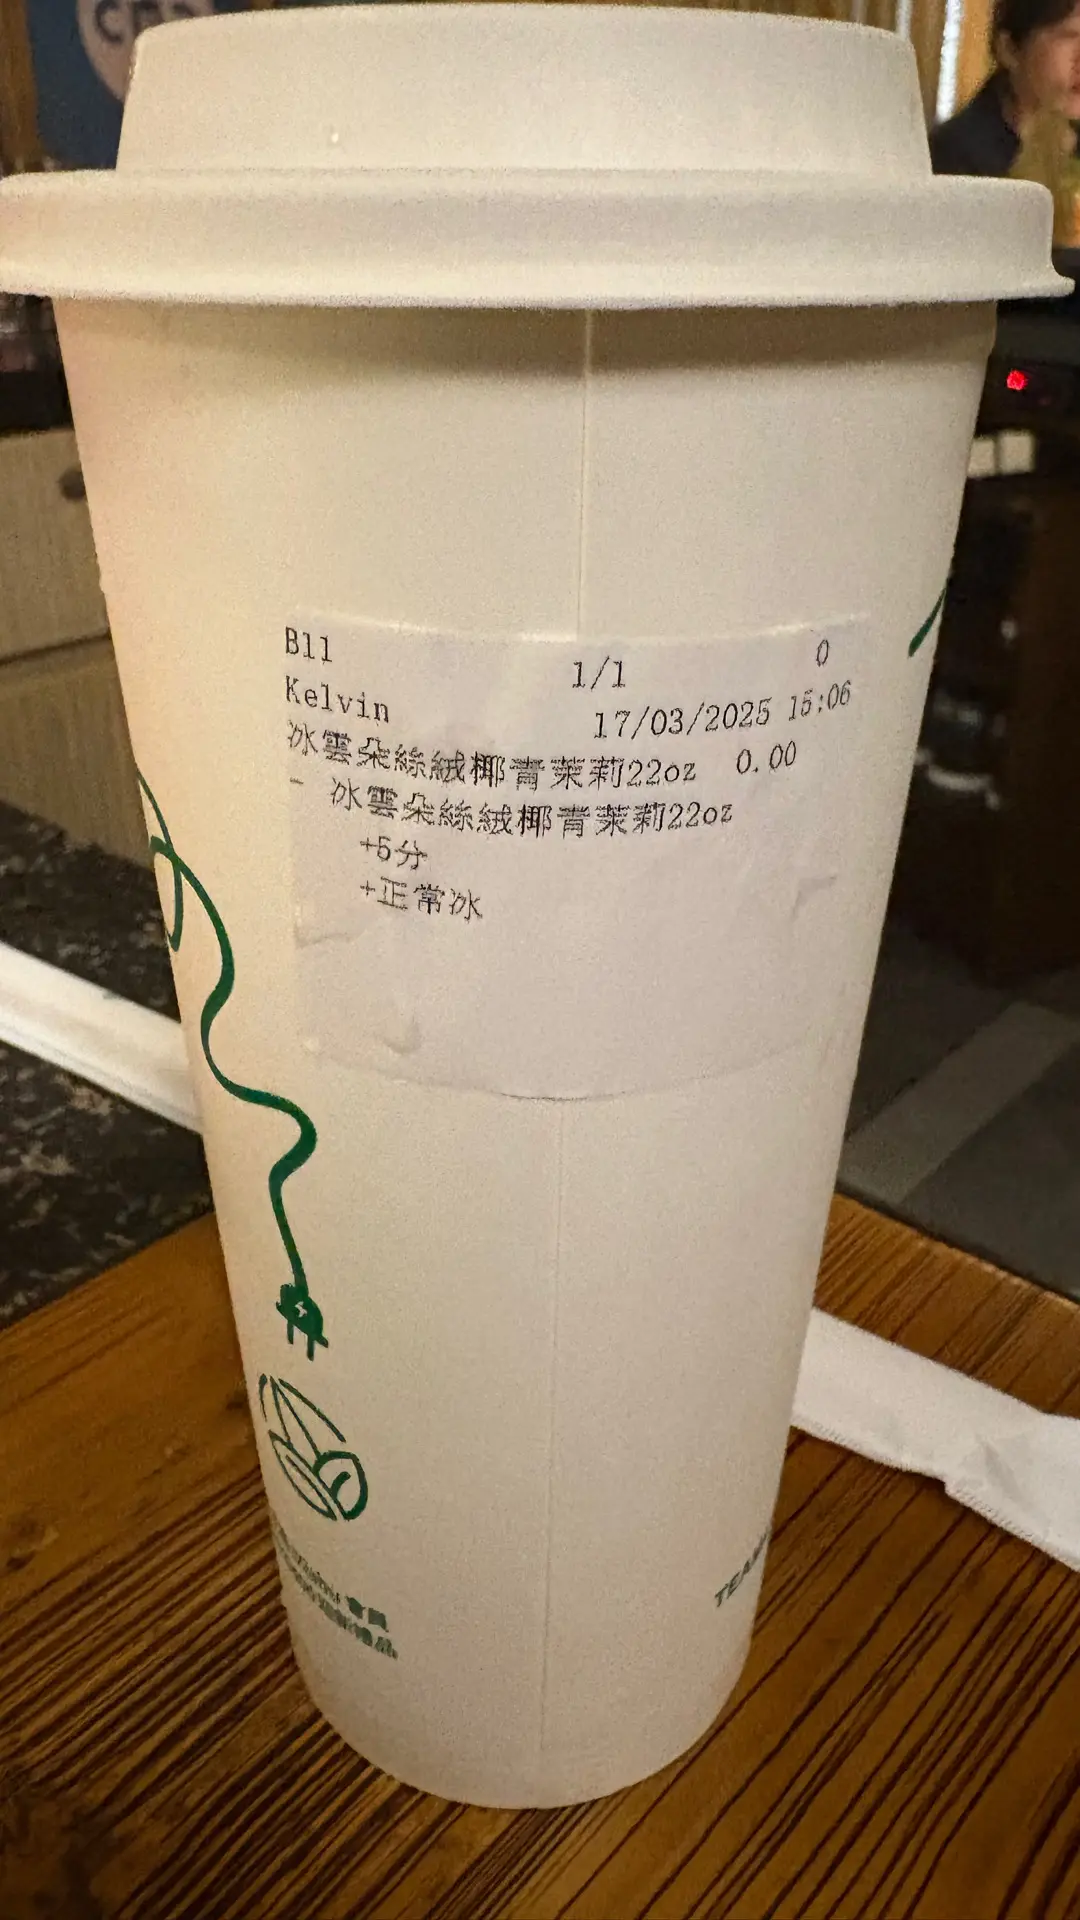 B11 1/1 0
Kelvin 17/03/2025 15:06
冰雲朵絲絨椰青茉莉22oz 0.00
- 冰雲朵絲絨椰青茉莉22oz
+5分
+正常冰